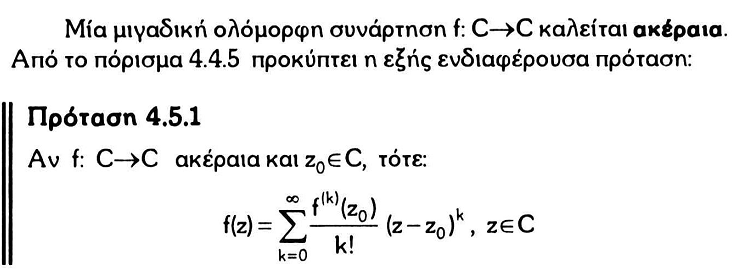 Μία μιγαδική ολόμορφη συνάρτηση f: C→C καλείται ακέραια.
Από το πόρισμα 4.4.5 προκύπτει η εξής ενδιαφέρουσα πρόταση:
Πρόταση 4.5.1
Αν f: C→C ακέραια και z₀∈C, τότε:
f(z) = ∑_{k=0}^{∞} f^{(k)}(z₀)/k! (z−z₀)^k , z∈C